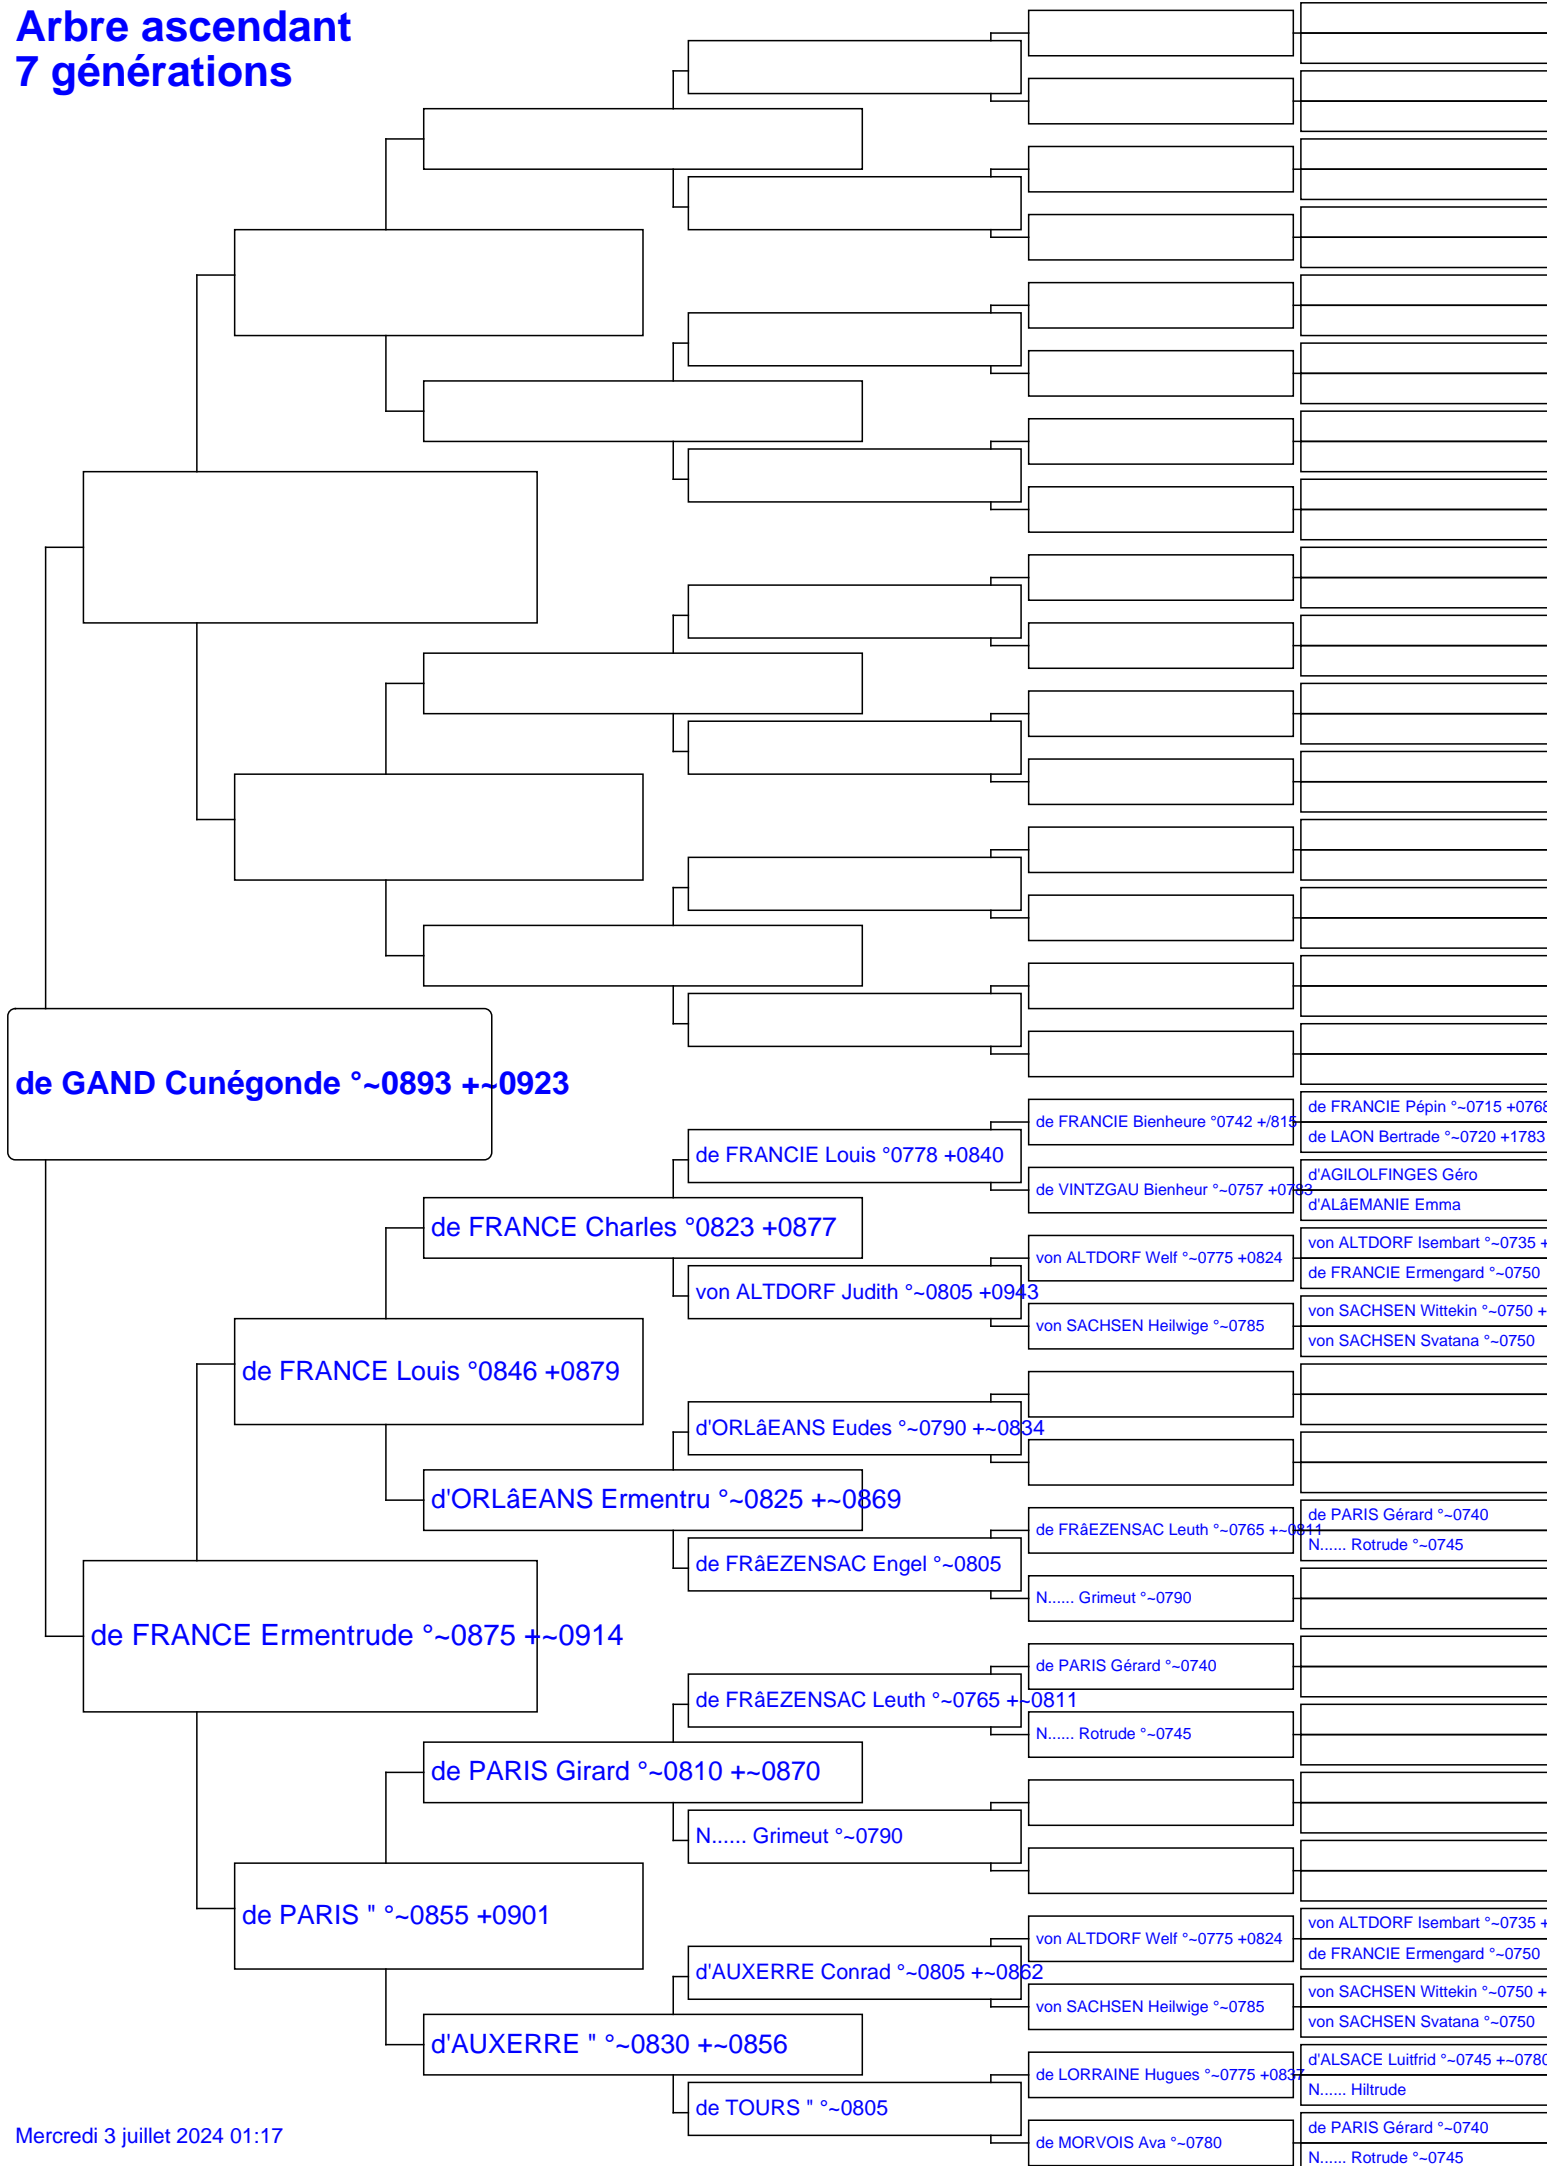 Arbre ascendant
7 générations
de GAND Cunégonde °~0893 +~0923
de FRANCE Ermentrude °~0875 +~0914
de FRANCE Louis °0846 +0879
de PARIS " °~0855 +0901
de FRANCE Charles °0823 +0877
d'ORLâEANS Ermentru °~0825 +~0869
de PARIS Girard °~0810 +~0870
d'AUXERRE " °~0830 +~0856
de FRANCIE Louis °0778 +0840
von ALTDORF Judith °~0805 +0943
d'ORLâEANS Eudes °~0790 +~0834
de FRâEZENSAC Engel °~0805
de FRâEZENSAC Leuth °~0765 +~0811
N...... Grimeut °~0790
d'AUXERRE Conrad °~0805 +~0862
de TOURS " °~0805
de FRANCIE Bienheure °0742 +/815
de VINTZGAU Bienheur °~0757 +0783
von ALTDORF Welf °~0775 +0824
von SACHSEN Heilwige °~0785
de FRâEZENSAC Leuth °~0765 +~0811
N...... Grimeut °~0790
de PARIS Gérard °~0740
N...... Rotrude °~0745
von ALTDORF Welf °~0775 +0824
von SACHSEN Heilwige °~0785
de LORRAINE Hugues °~0775 +0837
de MORVOIS Ava °~0780
de FRANCIE Pépin °~0715 +0768
de LAON Bertrade °~0720 +1783
d'AGILOLFINGES Géro
d'ALâEMANIE Emma
von ALTDORF Isembart °~0735 +
de FRANCIE Ermengard °~0750
von SACHSEN Wittekin °~0750 +
von SACHSEN Svatana °~0750
de PARIS Gérard °~0740
N...... Rotrude °~0745
von ALTDORF Isembart °~0735 +
de FRANCIE Ermengard °~0750
von SACHSEN Wittekin °~0750 +
von SACHSEN Svatana °~0750
d'ALSACE Luitfrid °~0745 +~0780
N...... Hiltrude
de PARIS Gérard °~0740
N...... Rotrude °~0745
Mercredi 3 juillet 2024 01:17